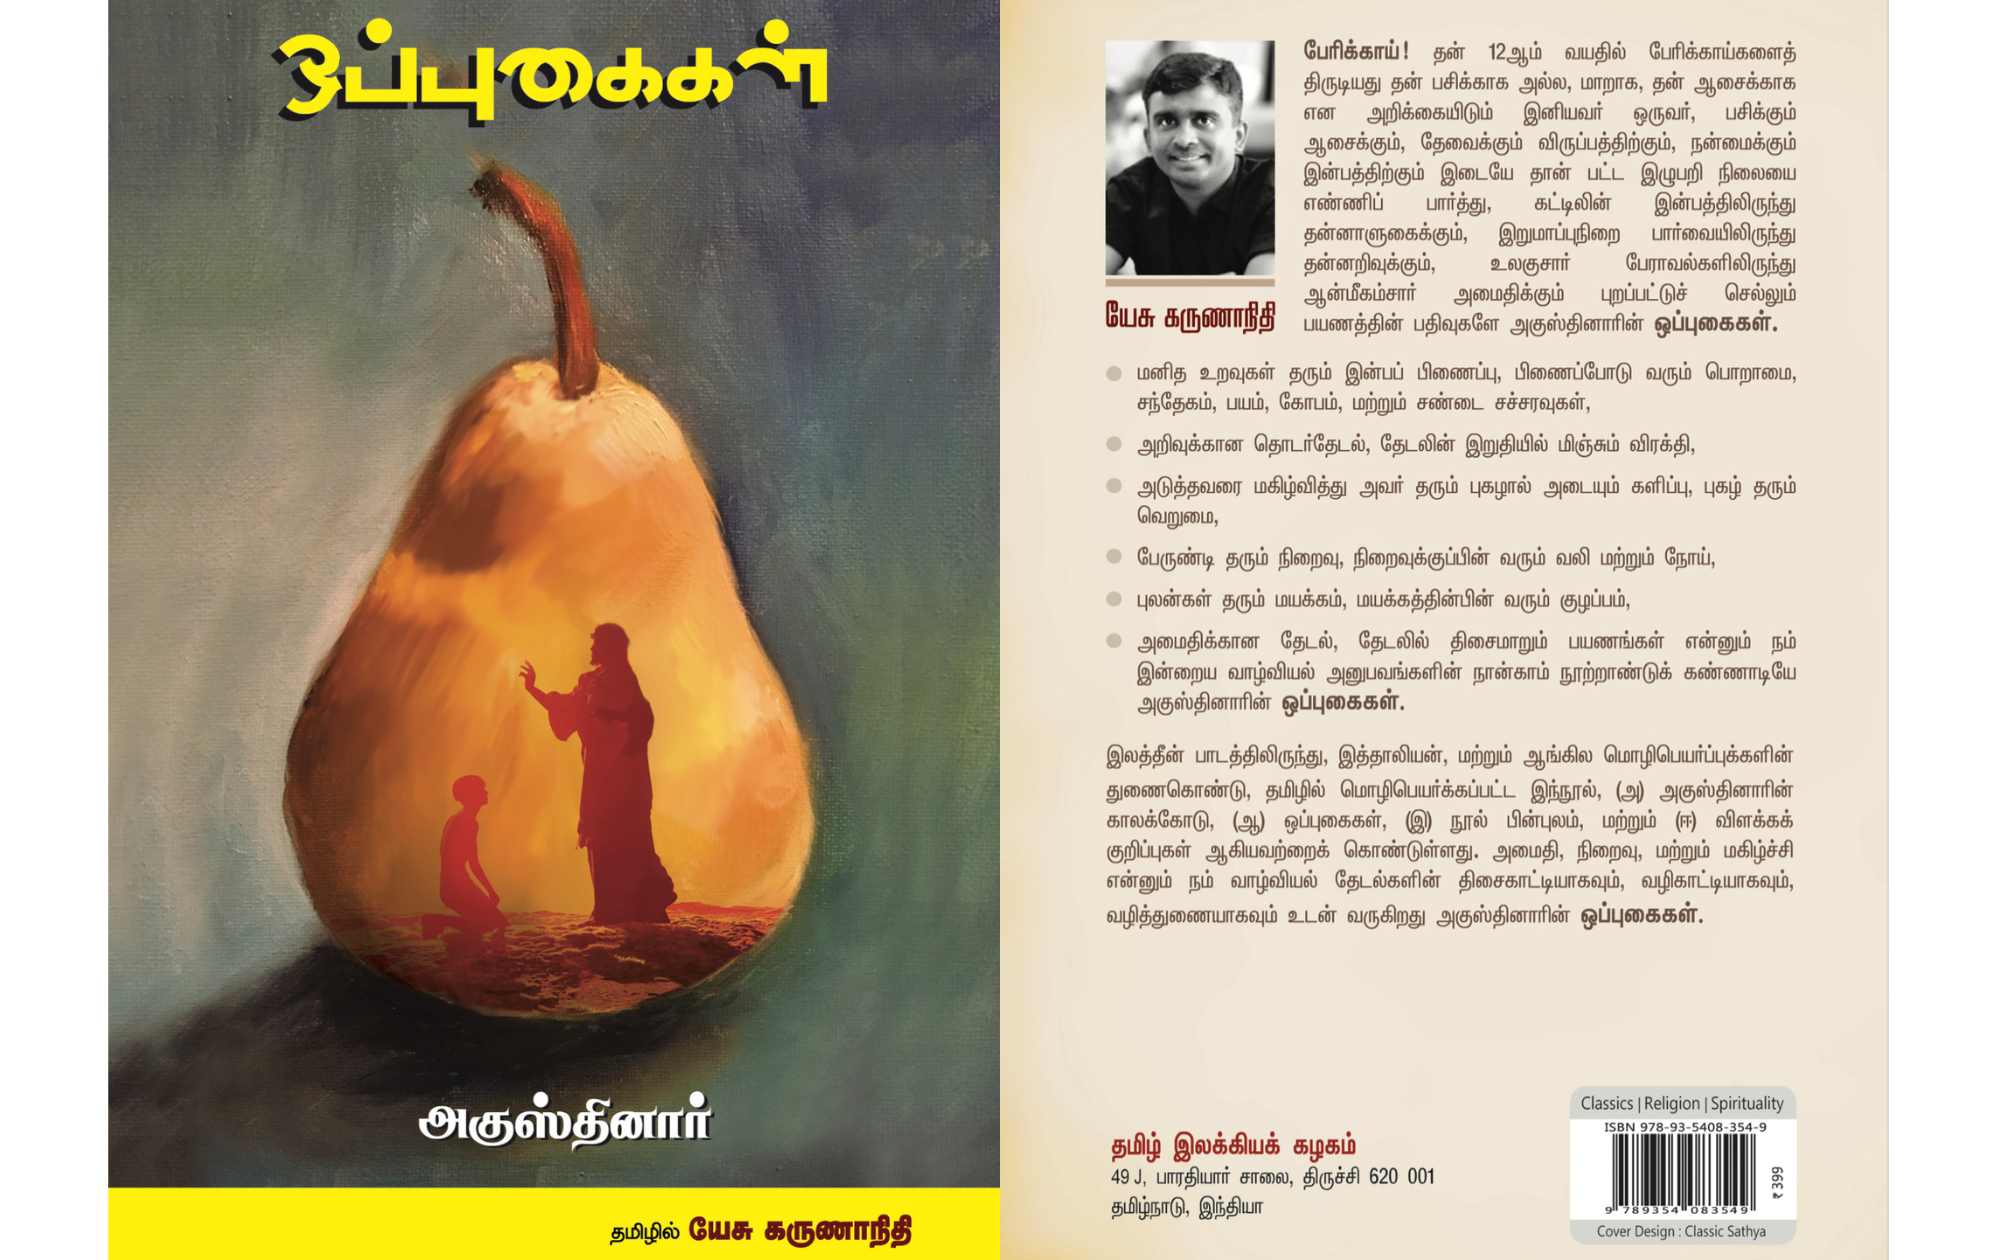 ஒப்புகைகள்
அகுஸ்தினார்
தமிழில் யேசு கருணாநிதி
பேரிக்காய்! தன் 12ஆம் வயதில் பேரிக்காய்களைத்
திருடியது தன் பசிக்காக அல்ல, மாறாக, தன் ஆசைக்காக
என அறிக்கையிடும் இனியவர் ஒருவர், பசிக்கும்
ஆசைக்கும், தேவைக்கும் விருப்பத்திற்கும், நன்மைக்கும்
இன்பத்திற்கும் இடையே தான் பட்ட இழுபறி நிலையை
எண்ணிப் பார்த்து, கட்டிலின் இன்பத்திலிருந்து
தன்னாளுகைக்கும், இறுமாப்புநிறை பார்வையிலிருந்து
தன்னறிவுக்கும், உலகுசார் பேராவல்களிலிருந்து
ஆன்மீகம்சார் அமைதிக்கும் புறப்பட்டுச் செல்லும்
பயணத்தின் பதிவுகளே அகுஸ்தினாரின் ஒப்புகைகள்.
யேசு கருணாநிதி
மனித உறவுகள் தரும் இன்பப் பிணைப்பு, பிணைப்போடு வரும் பொறாமை,
சந்தேகம், பயம், கோபம், மற்றும் சண்டை சச்சரவுகள்,
அறிவுக்கான தொடர்தேடல், தேடலின் இறுதியில் மிஞ்சும் விரக்தி,
அடுத்தவரை மகிழ்வித்து அவர் தரும் புகழால் அடையும் களிப்பு, புகழ் தரும்
வெறுமை,
பேருண்டி தரும் நிறைவு, நிறைவுக்குப்பின் வரும் வலி மற்றும் நோய்,
புலன்கள் தரும் மயக்கம், மயக்கத்தின்பின் வரும் குழப்பம்,
அமைதிக்கான தேடல், தேடலில் திசைமாறும் பயணங்கள் என்னும் நம்
இன்றைய வாழ்வியல் அனுபவங்களின் நான்காம் நூற்றாண்டுக் கண்ணாடியே
அகுஸ்தினாரின் ஒப்புகைகள்.
இலத்தீன் பாடத்திலிருந்து, இத்தாலியன், மற்றும் ஆங்கில மொழிபெயர்ப்புக்களின்
துணைகொண்டு, தமிழில் மொழிபெயர்க்கப்பட்ட இந்நூல், (அ) அகுஸ்தினாரின்
காலக்கோடு, (ஆ) ஒப்புகைகள், (இ) நூல் பின்புலம், மற்றும் (ஈ) விளக்கக்
குறிப்புகள் ஆகியவற்றைக் கொண்டுள்ளது. அமைதி, நிறைவு, மற்றும் மகிழ்ச்சி
என்னும் நம் வாழ்வியல் தேடல்களின் திசைகாட்டியாகவும், வழிகாட்டியாகவும்,
வழித்துணையாகவும் உடன் வருகிறது அகுஸ்தினாரின் ஒப்புகைகள்.
தமிழ் இலக்கியக் கழகம்
49 J, பாரதியார் சாலை, திருச்சி 620 001
தமிழ்நாடு, இந்தியா
Classics | Religion | Spirituality
ISBN 978-93-5408-354-9
9 789354 083549
₹ 399
Cover Design : Classic Sathya